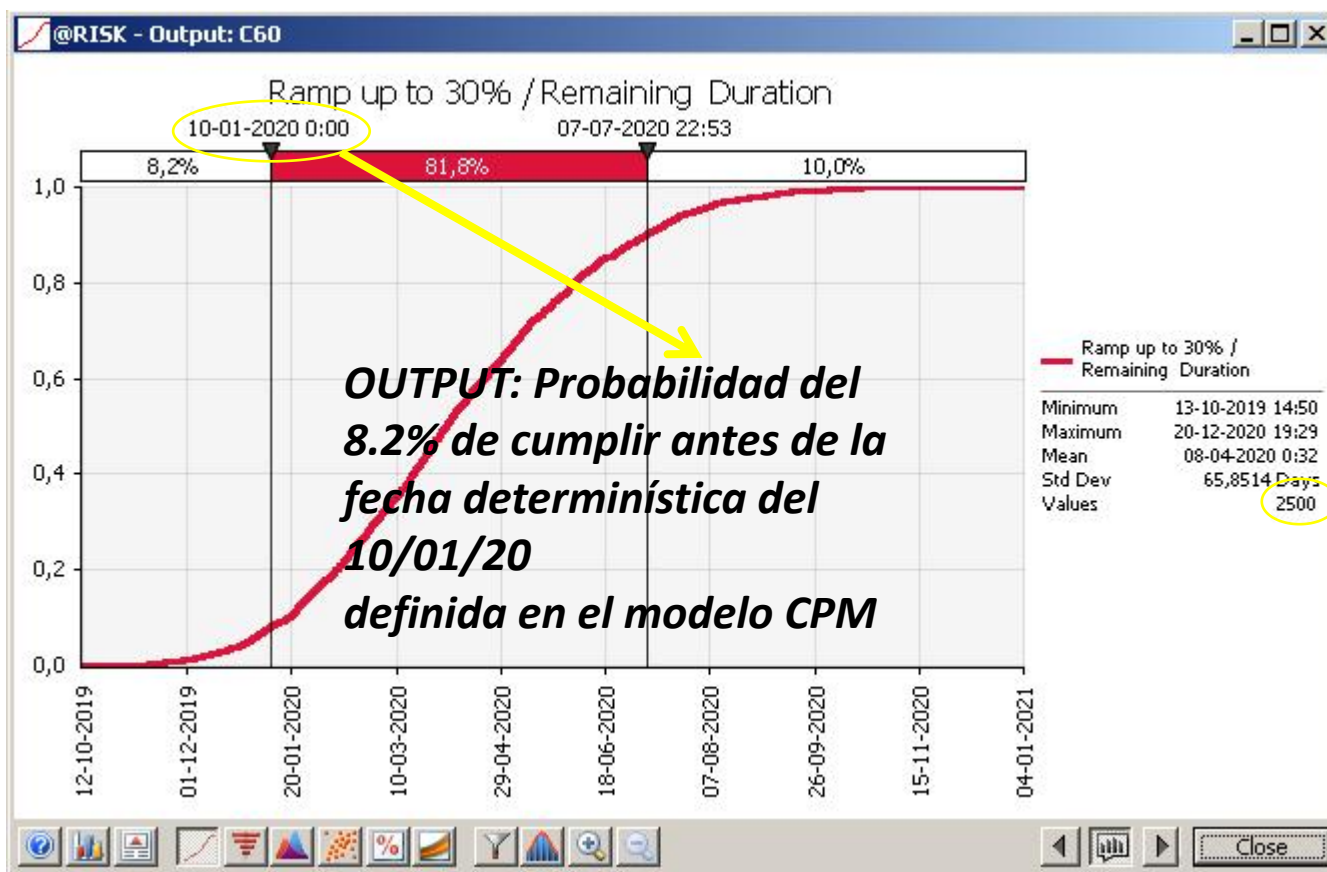 @RISK - Output: C60
Ramp up to 30% / Remaining Duration
10-01-2020 0:00
07-07-2020 22:53
8,2%
81,8%
10,0%
1,0
0,8
0,6
0,4
0,2
0,0
OUTPUT: Probabilidad del
8.2% de cumplir antes de la
fecha determinística del
10/01/20
definida en el modelo CPM
12-10-2019
01-12-2019
20-01-2020
10-03-2020
29-04-2020
18-06-2020
07-08-2020
26-09-2020
15-11-2020
04-01-2021
Ramp up to 30% /
Remaining Duration
Minimum 13-10-2019 14:50
Maximum 20-12-2020 19:29
Mean 08-04-2020 0:32
Std Dev 65,8514 Days
Values 2500
Close